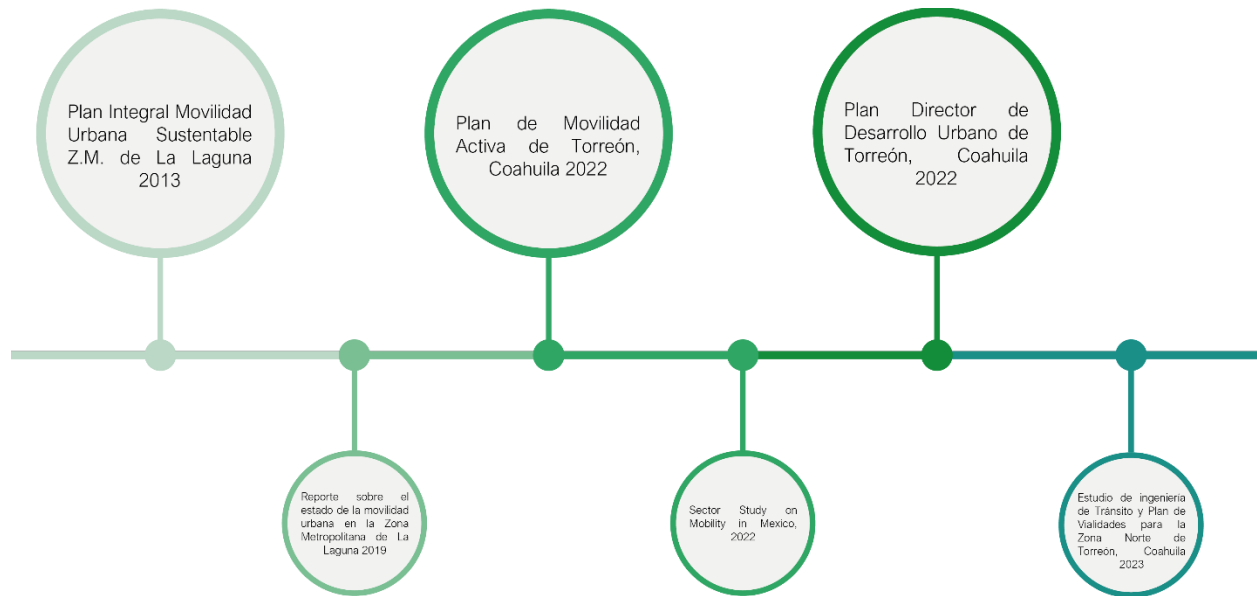 Plan Integral Movilidad
Urbana Sustentable
Z.M. de La Laguna
2013
Plan de Movilidad
Activa de Torreón,
Coahuila 2022
Plan Director de
Desarrollo Urbano de
Torreón, Coahuila
2022
Reporte sobre el
estado de la movilidad
urbana en la Zona
Metropolitana de La
Laguna 2019
Sector Study on
Mobility in Mexico,
2022
Estudio de ingeniería
de Tránsito y Plan de
Vialidades para la
Zona Norte de
Torreón, Coahuila
2023